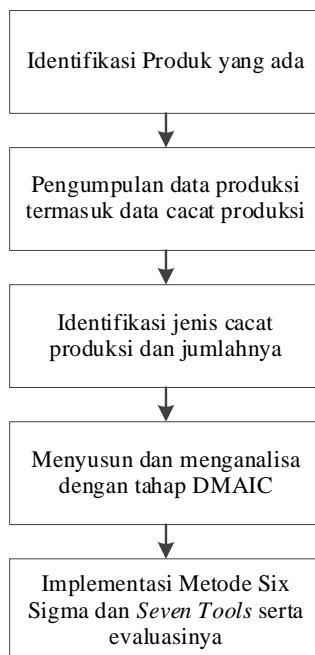 Identifikasi Produk yang ada
Pengumpulan data produksi
termasuk data cacat produksi
Identifikasi jenis cacat
produksi dan jumlahnya
Menyusun dan menganalisa
dengan tahap DMAIC
Implementasi Metode Six
Sigma dan Seven Tools serta
evaluasinya